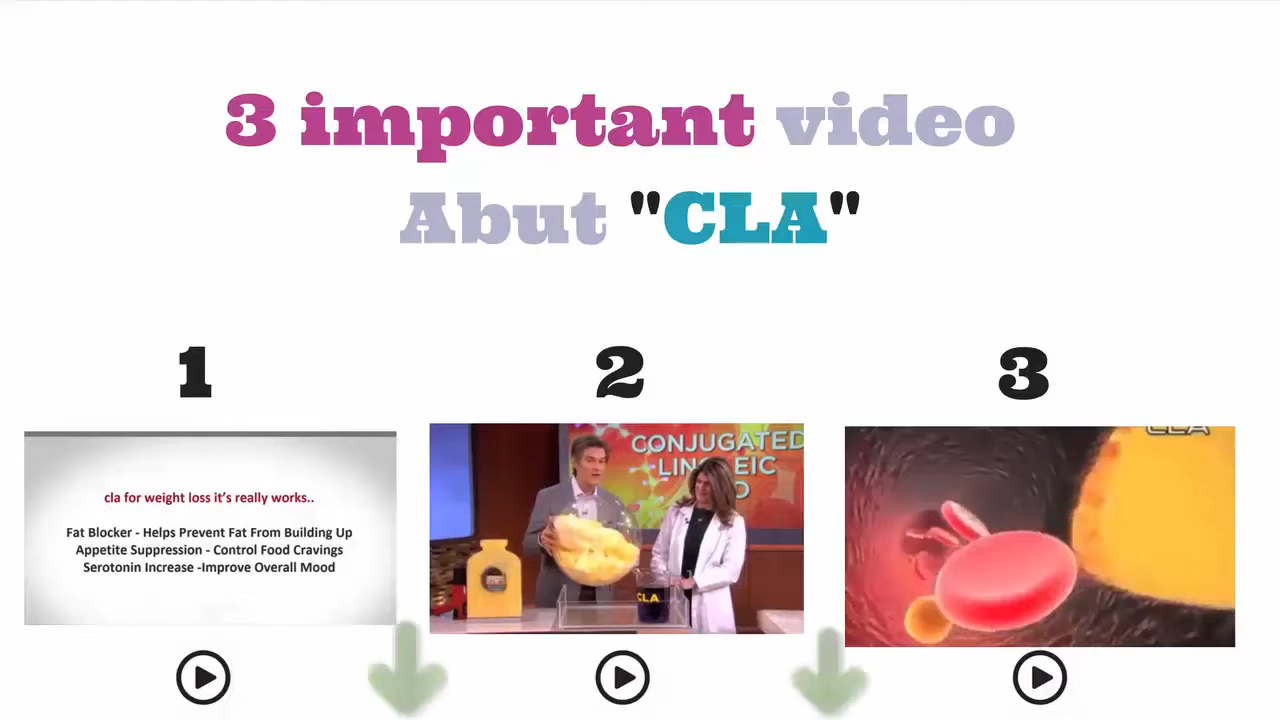 3 important video
Abut "CLA"
1
2
3
cla for weight loss it's really works..
Fat Blocker - Helps Prevent Fat From Building Up
Appetite Suppression - Control Food Cravings
Serotonin Increase -Improve Overall Mood
CONJUGATED
LINOLEIC
CLA
CLA